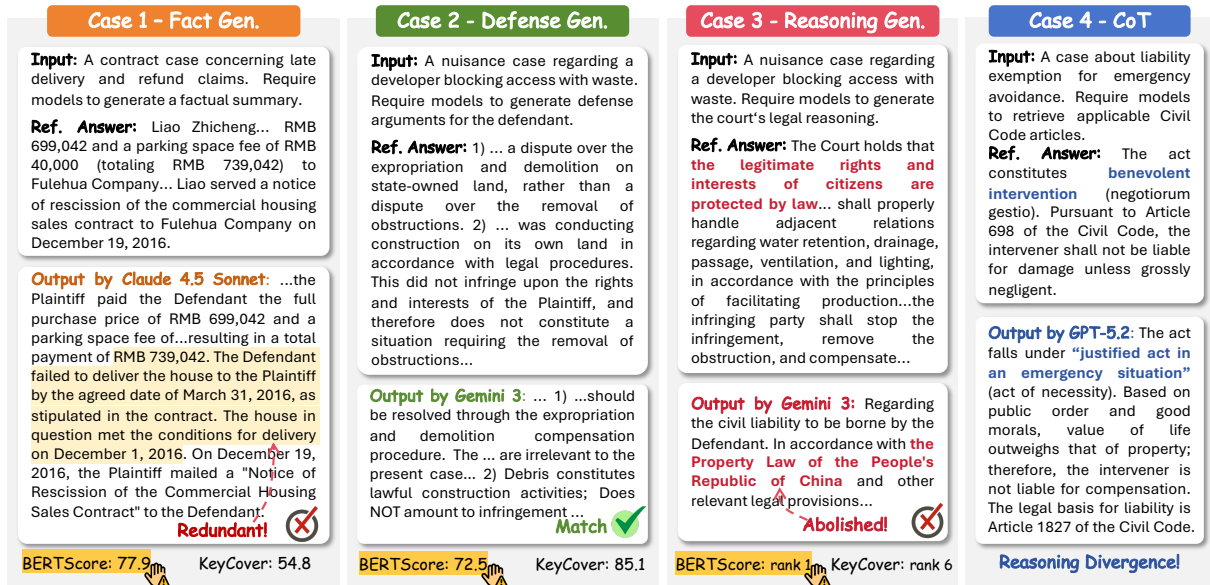 Case 1 – Fact Gen.
Input: A contract case concerning late
delivery and refund claims. Require
models to generate a factual summary.
Ref. Answer: Liao Zhicheng... RMB
699,042 and a parking space fee of RMB
40,000 (totaling RMB 739,042) to
Fulehua Company... Liao served a notice
of rescission of the commercial housing
sales contract to Fulehua Company on
December 19, 2016.
Output by Claude 4.5 Sonnet: ...the
Plaintiff paid the Defendant the full
purchase price of RMB 699,042 and a
parking space fee of...resulting in a total
payment of RMB 739,042. The Defendant
failed to deliver the house to the Plaintiff
by the agreed date of March 31, 2016, as
stipulated in the contract. The house in
question met the conditions for delivery
on December 1, 2016. On December 19,
2016, the Plaintiff mailed a "Notice of
Rescission of the Commercial Housing
Sales Contract" to the Defendant.
Redundant!
BERTScore: 77.9 KeyCover: 54.8
Case 2 - Defense Gen.
Input: A nuisance case regarding a
developer blocking access with waste.
Require models to generate defense
arguments for the defendant.
Ref. Answer: 1) ... a dispute over the
expropriation and demolition on
state-owned land, rather than a
dispute over the removal of
obstructions. 2) ... was conducting
construction on its own land in
accordance with legal procedures.
This did not infringe upon the rights
and interests of the Plaintiff, and
therefore does not constitute a
situation requiring the removal of
obstructions...
Output by Gemini 3: ... 1) ...should
be resolved through the expropriation
and demolition compensation
procedure. The ... are irrelevant to the
present case... 2) Debris constitutes
lawful construction activities; Does
NOT amount to infringement ...
Match
BERTScore: 72.5 KeyCover: 85.1
Case 3 - Reasoning Gen.
Input: A nuisance case regarding
a developer blocking access with
waste. Require models to generate
the court‘s legal reasoning.
Ref. Answer: The Court holds that
the legitimate rights and
interests of citizens are
protected by law... shall properly
handle adjacent relations
regarding water retention, drainage,
passage, ventilation, and lighting,
in accordance with the principles
of facilitating production...the
infringing party shall stop the
infringement, remove the
obstruction, and compensate...
Output by Gemini 3: Regarding
the civil liability to be borne by the
Defendant. In accordance with the
Property Law of the People's
Republic of China and other
relevant legal provisions...
Abolished!
BERTScore: rank 1 KeyCover: rank 6
Case 4 - CoT
Input: A case about liability
exemption for emergency
avoidance. Require models
to retrieve applicable Civil
Code articles.
Ref. Answer: The act
constitutes benevolent
intervention (negotiorum
gestio). Pursuant to Article
698 of the Civil Code, the
intervener shall not be liable
for damage unless grossly
negligent.
Output by GPT-5.2: The act
falls under “justified act in
an emergency situation”
(act of necessity). Based on
public order and good
morals, value of life
outweighs that of property;
therefore, the intervener is
not liable for compensation.
The legal basis for liability is
Article 1827 of the Civil Code.
Reasoning Divergence!